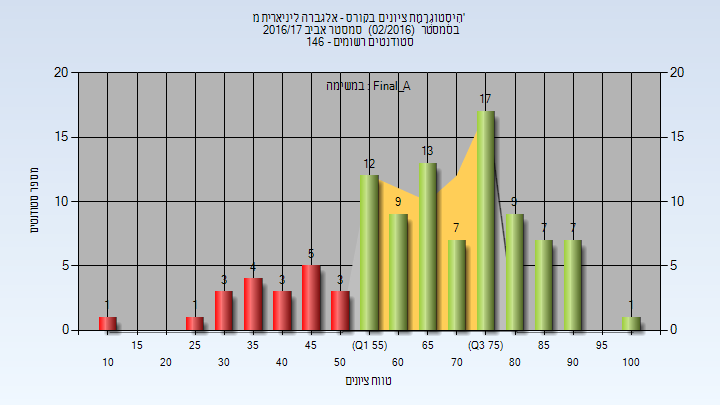 היסטוגרמת ציונים בקורס - אלגברה ליניארית מ'
בסמסטר (02/2016) סמסטר אביב 2016/17
סטודנטים רשומים - 146
במשימה : Final_A
20 20
15 15
10 10
5 5
0 0
מספר סטודנטים
1 1 3 4 3 5 3 12 9 13 7 17 9 7 7 1
15 25 35 45 (Q1 55) 65 (Q3 75) 85 95
10 20 30 40 50 60 70 80 90 100
טווח ציונים